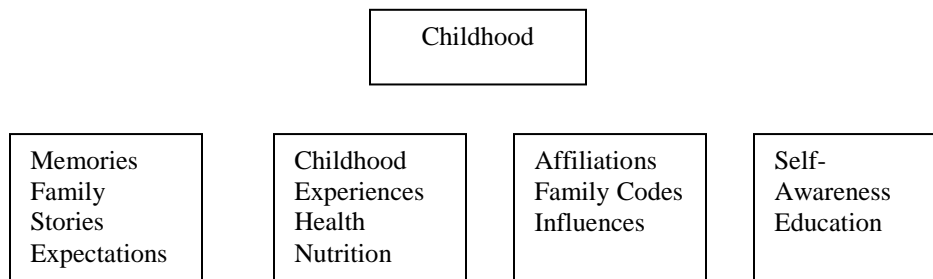 Childhood
Memories
Family
Stories
Expectations
Childhood
Experiences
Health
Nutrition
Affiliations
Family Codes
Influences
Self-
Awareness
Education